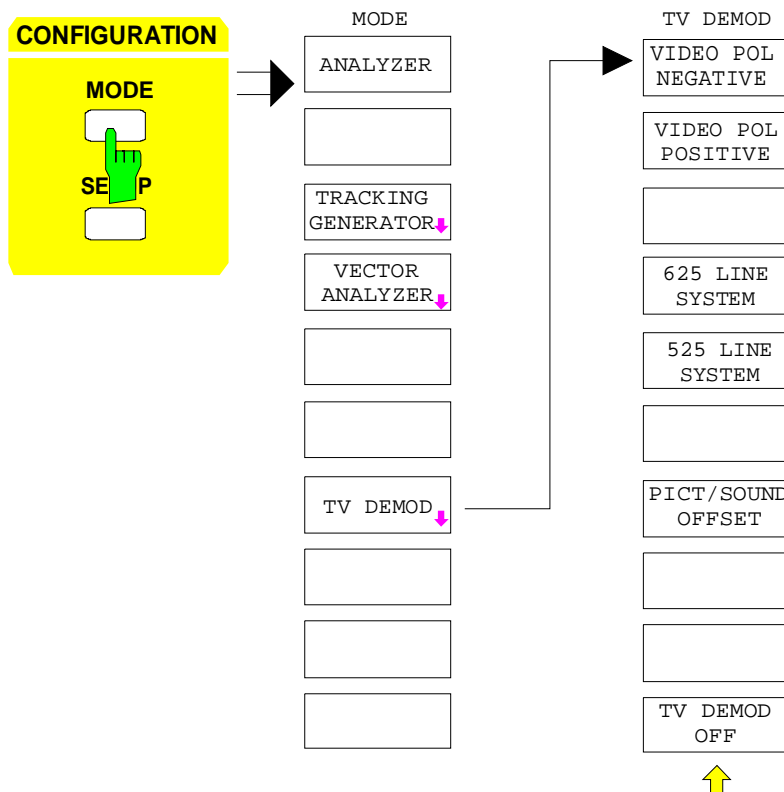 CONFIGURATION
MODE
SE P
MODE
ANALYZER
TRACKING
GENERATOR
VECTOR
ANALYZER
TV DEMOD
TV DEMOD
VIDEO POL
NEGATIVE
VIDEO POL
POSITIVE
625 LINE
SYSTEM
525 LINE
SYSTEM
PICT/SOUND
OFFSET
TV DEMOD
OFF